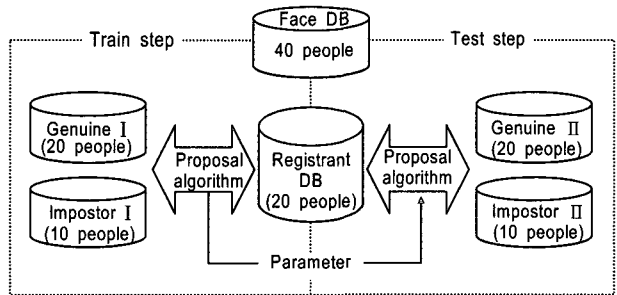 Face DB
40 people
Train step
Test step
Genuine Ⅰ
(20 people)
Impostor Ⅰ
(10 people)
Proposal
algorithm
Registrant
DB
(20 people)
Proposal
algorithm
Genuine Ⅱ
(20 people)
Impostor Ⅱ
(10 people)
Parameter